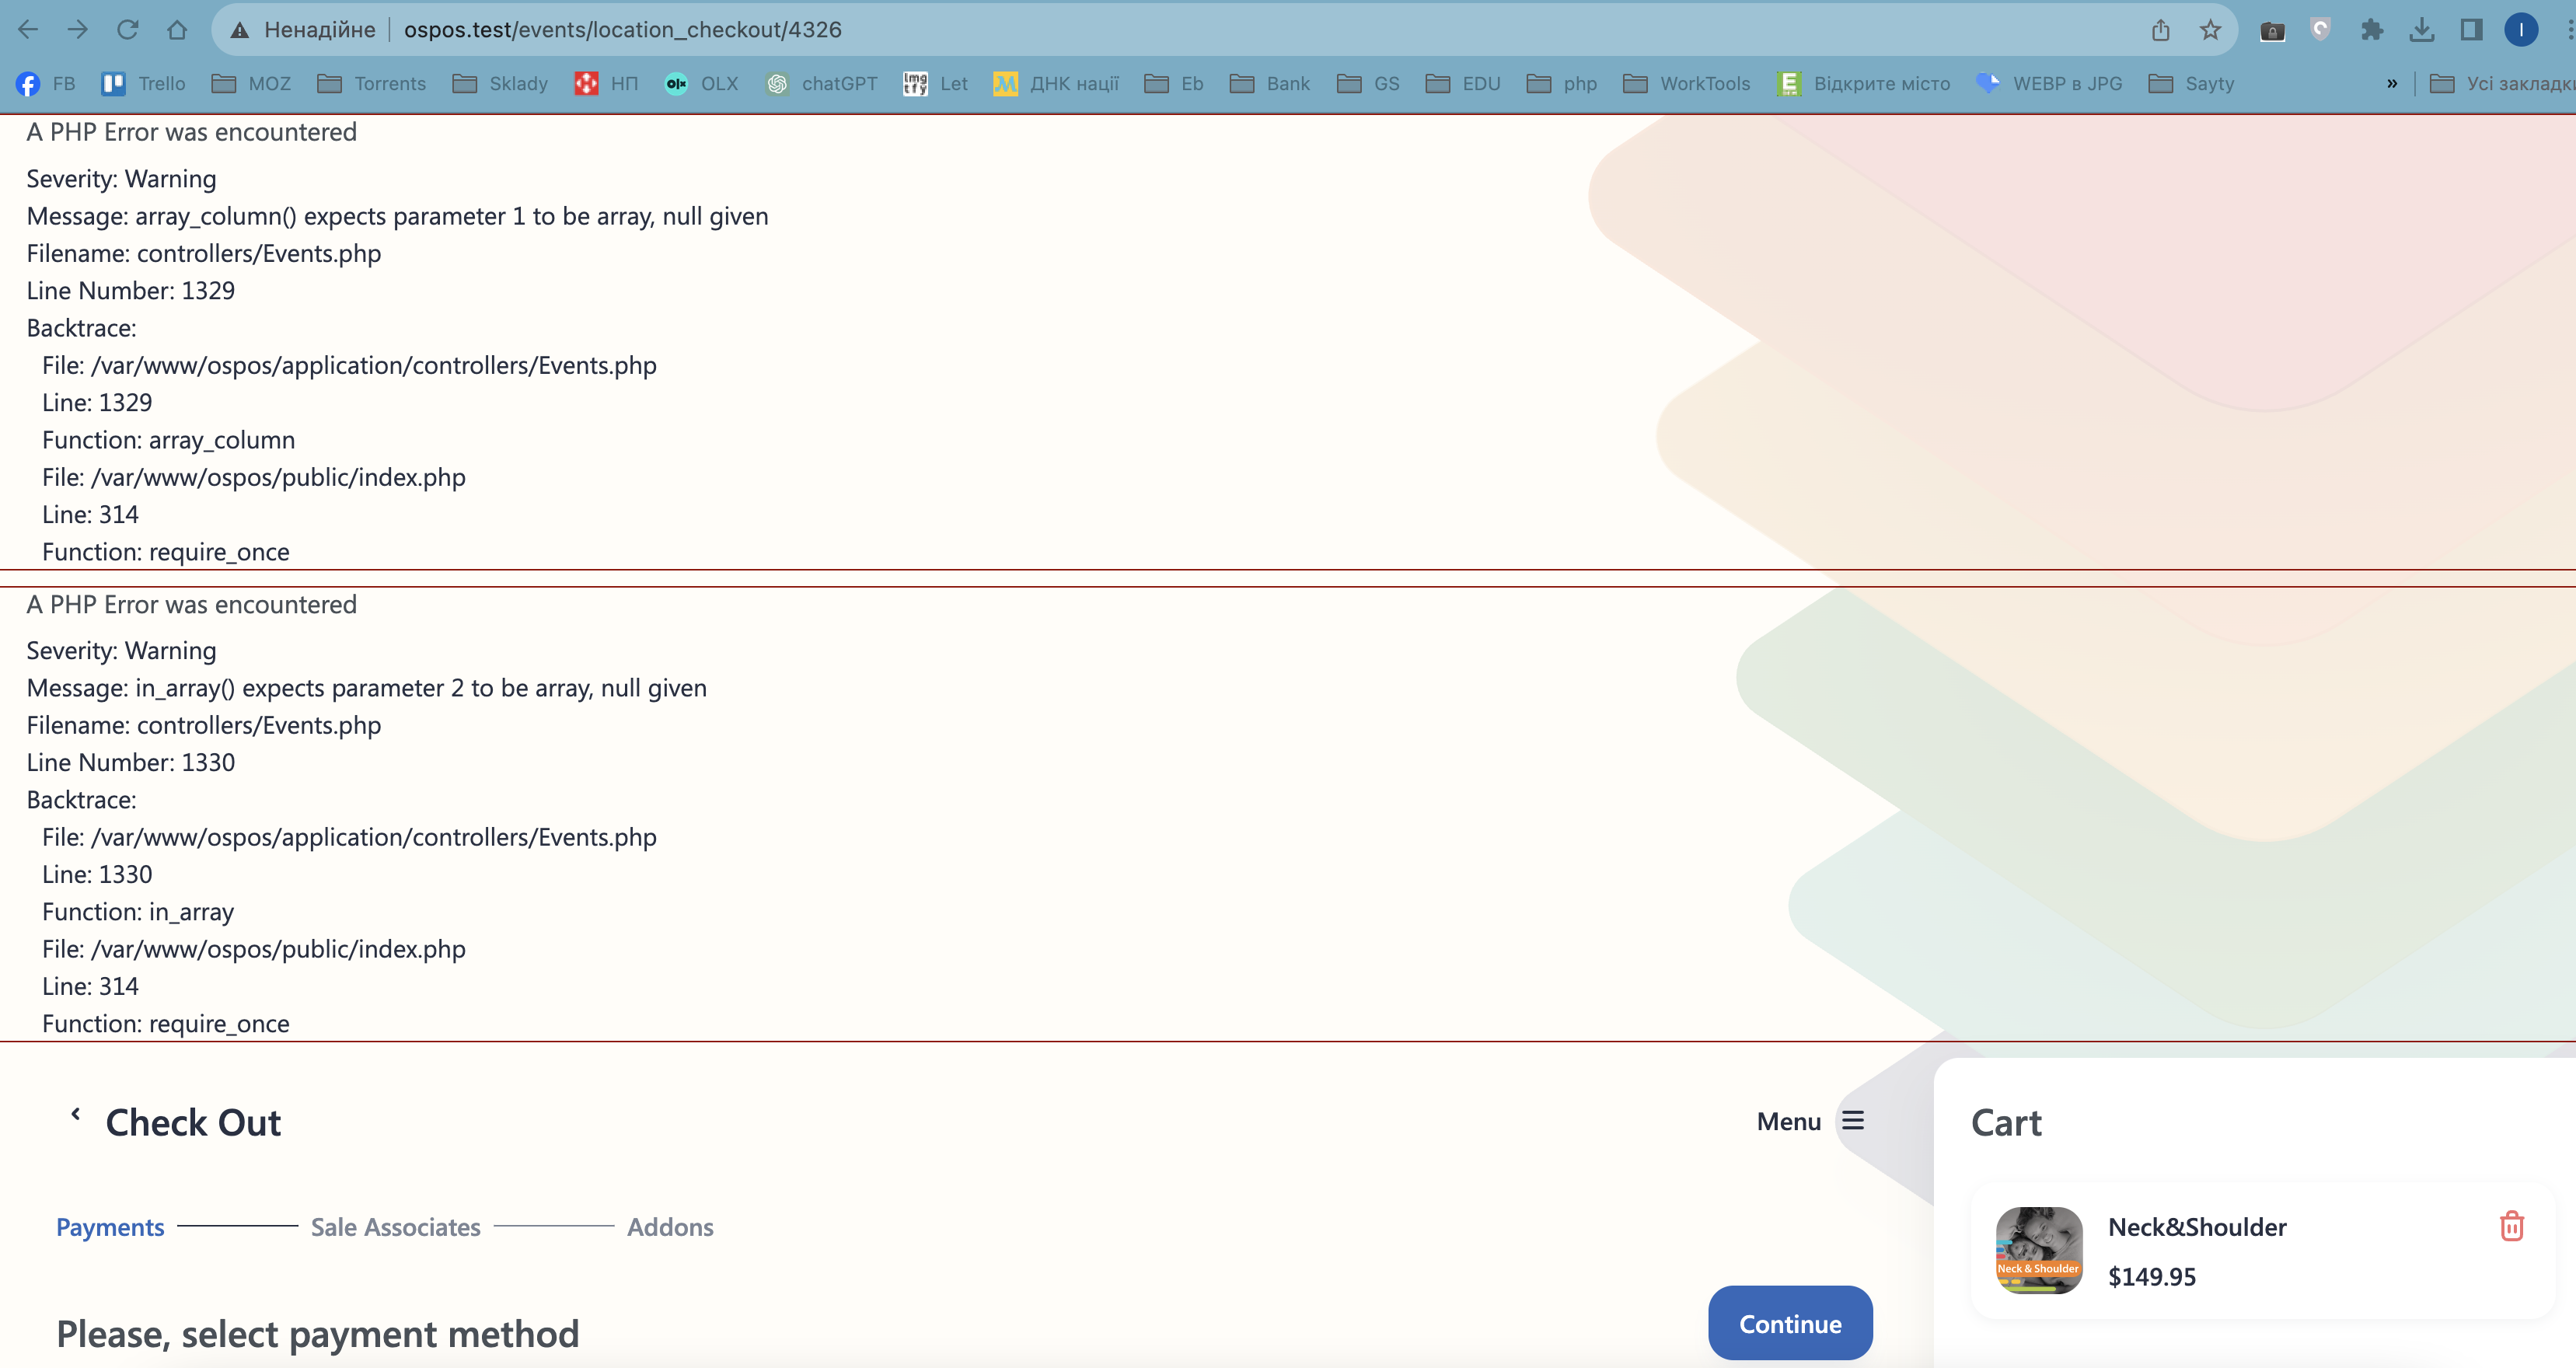 Ненадійне ospos.test/events/location_checkout/4326 I
FB Trello MOZ Torrents Sklady НП olx OLX chatGPT Let ДНК нації Eb Bank GS EDU php WorkTools Відкрите місто WEBP в JPG Sayty » Усі закладки
A PHP Error was encountered
Severity: Warning
Message: array_column() expects parameter 1 to be array, null given
Filename: controllers/Events.php
Line Number: 1329
Backtrace:
File: /var/www/ospos/application/controllers/Events.php
Line: 1329
Function: array_column
File: /var/www/ospos/public/index.php
Line: 314
Function: require_once
A PHP Error was encountered
Severity: Warning
Message: in_array() expects parameter 2 to be array, null given
Filename: controllers/Events.php
Line Number: 1330
Backtrace:
File: /var/www/ospos/application/controllers/Events.php
Line: 1330
Function: in_array
File: /var/www/ospos/public/index.php
Line: 314
Function: require_once
Check Out
Menu
Cart
Payments Sale Associates Addons
Neck&Shoulder
Neck & Shoulder
$149.95
Please, select payment method
Continue